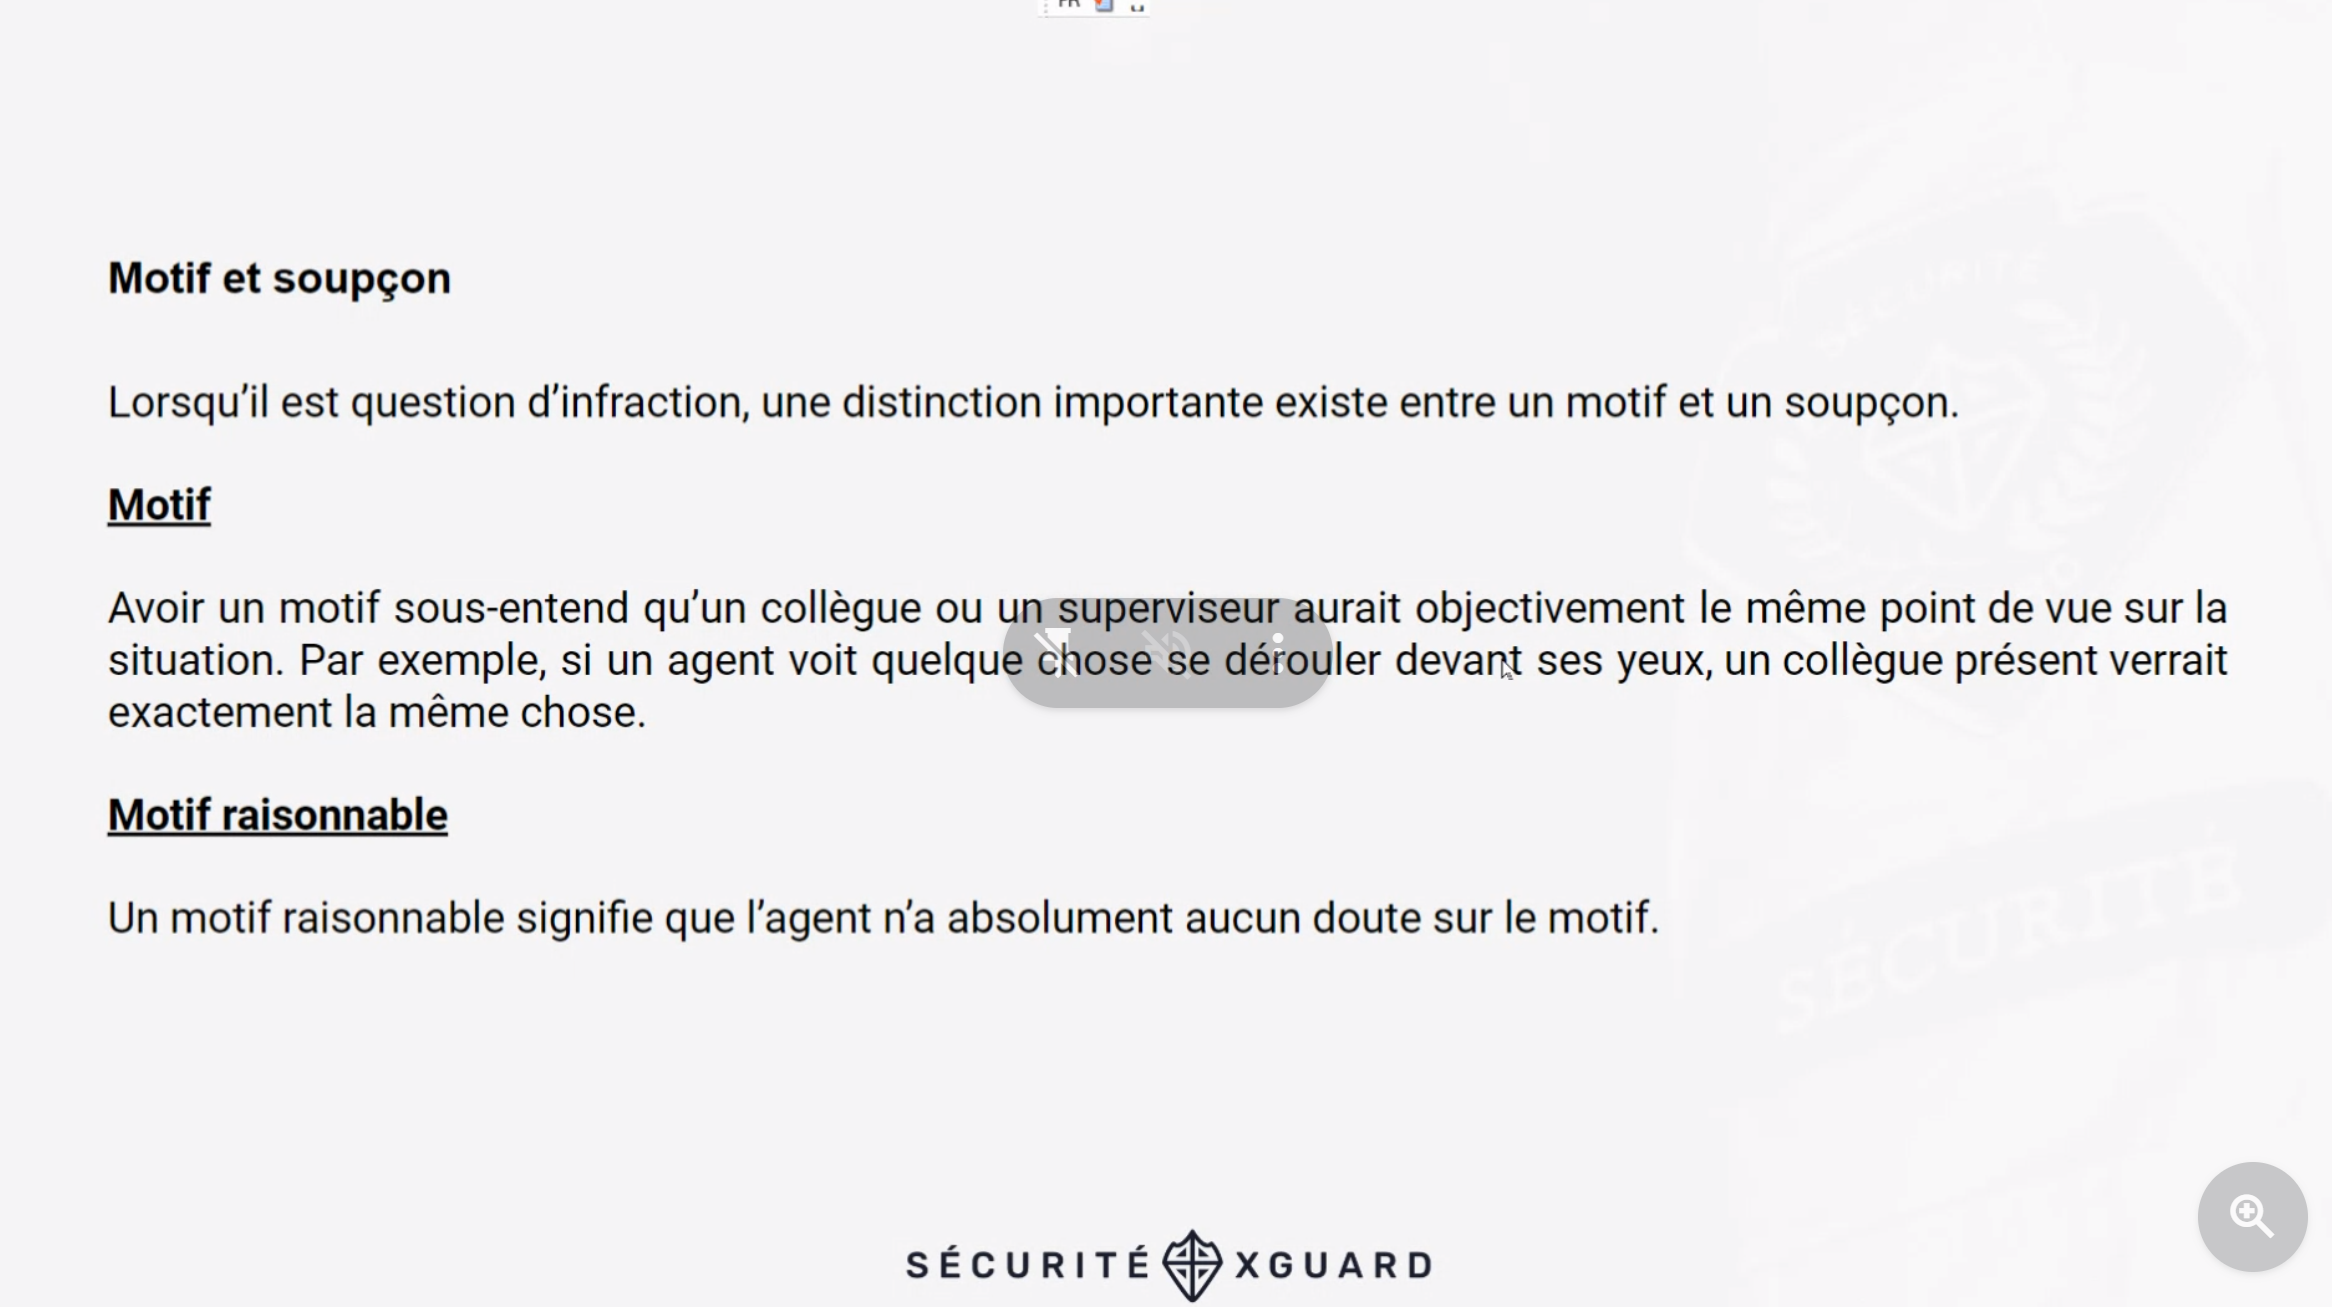 Motif et soupçon
Lorsqu’il est question d’infraction, une distinction importante existe entre un motif et un soupçon.
Motif
Avoir un motif sous-entend qu’un collègue ou un superviseur aurait objectivement le même point de vue sur la
situation. Par exemple, si un agent voit quelque chose se dérouler devant ses yeux, un collègue présent verrait
exactement la même chose.
Motif raisonnable
Un motif raisonnable signifie que l’agent n’a absolument aucun doute sur le motif.
SÉCURITÉ
SÉCURITÉ
SÉCURITÉ XGUARD